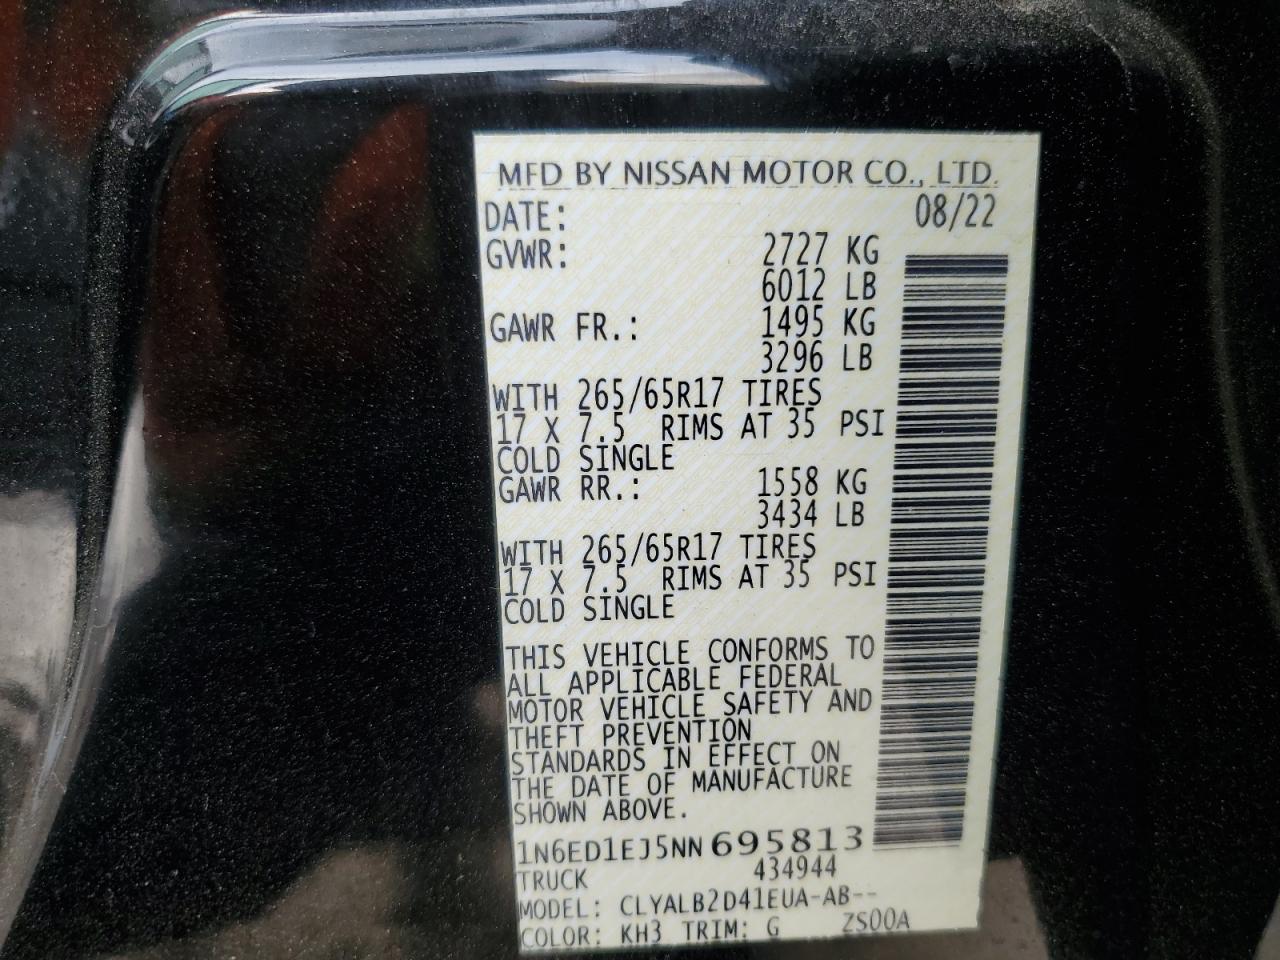 MFD BY NISSAN MOTOR CO., LTD.
DATE: 08/22
GVWR: 2727 KG
6012 LB
GAWR FR.: 1495 KG
3296 LB
WITH 265/65R17 TIRES
17 X 7.5 RIMS AT 35 PSI
COLD SINGLE
GAWR RR.: 1558 KG
3434 LB
WITH 265/65R17 TIRES
17 X 7.5 RIMS AT 35 PSI
COLD SINGLE
THIS VEHICLE CONFORMS TO
ALL APPLICABLE FEDERAL
MOTOR VEHICLE SAFETY AND
THEFT PREVENTION
STANDARDS IN EFFECT ON
THE DATE OF MANUFACTURE
SHOWN ABOVE.
1N6ED1EJ5NN695813
TRUCK 434944
MODEL: CLYALB2D41EUA-AB--
COLOR: KH3 TRIM: G ZS00A